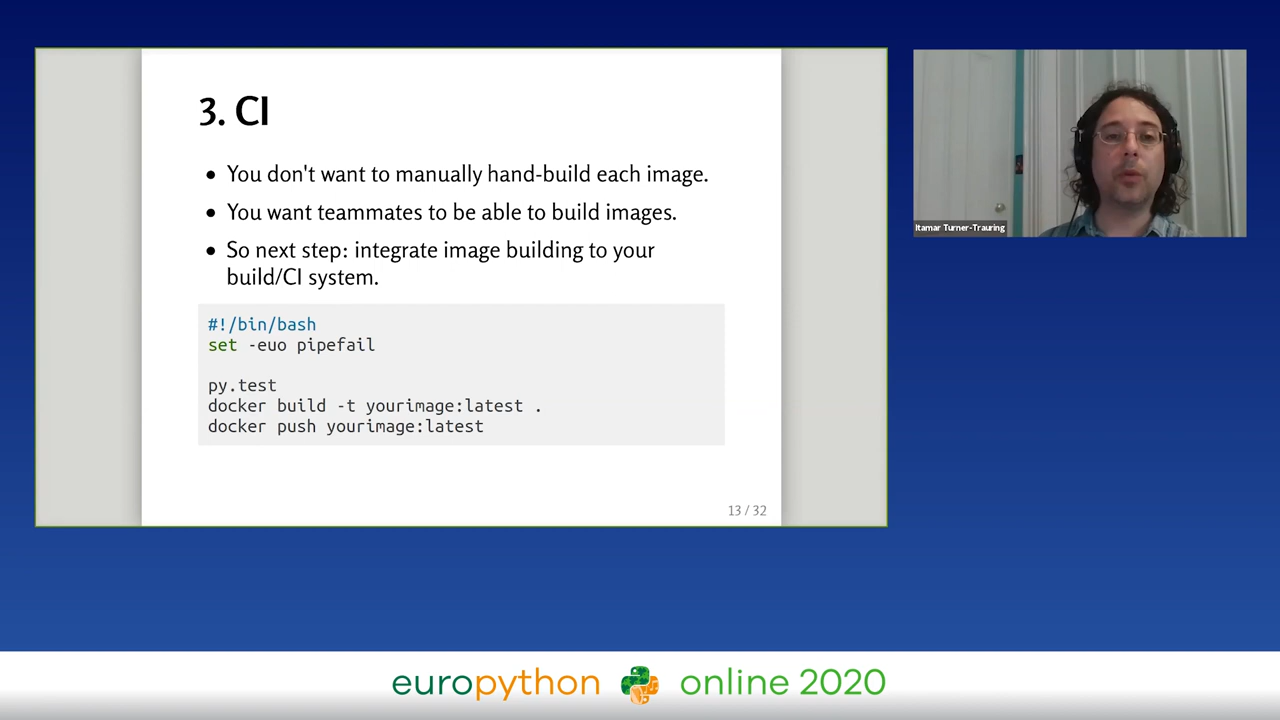 3. CI
You don't want to manually hand-build each image.
You want teammates to be able to build images.
So next step: integrate image building to your
build/CI system.
#!/bin/bash
set -euo pipefail
py.test
docker build -t yourimage:latest .
docker push yourimage:latest
13 / 32
Itamar Turner-Trauring
europython online 2020